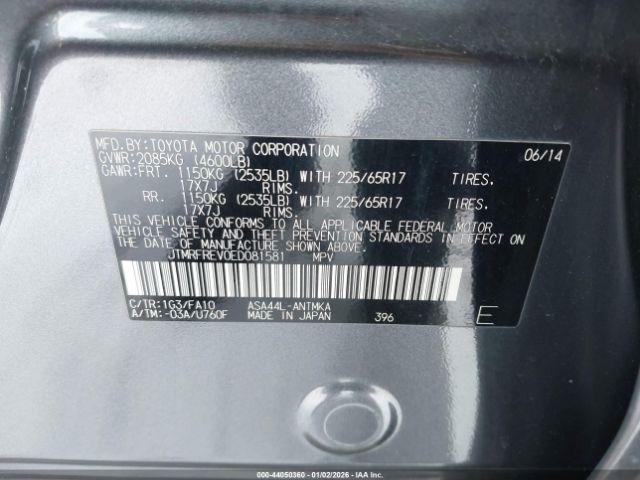 MFD.BY:TOYOTA MOTOR CORPORATION 06/14
GVWR:2085KG (4600LB)
GAWR:FRT. 1150KG (2535LB) WITH 225/65R17 TIRES.
17X7J RIMS.
RR. 1150KG (2535LB) WITH 225/65R17 TIRES.
17X7J RIMS.
THIS VEHICLE CONFORMS TO ALL APPLICABLE FEDERAL MOTOR
VEHICLE SAFETY AND THEFT PREVENTION STANDARDS IN EFFECT ON
THE DATE OF MANUFACTURE SHOWN ABOVE.
JTMRFREV0ED081581 MPV
C/TR:1G3/FA10 ASA44L-ANTMKA
A/TM:-03A/U760F MADE IN JAPAN 396 E
000-44050360 - 01/02/2026 - IAA Inc.